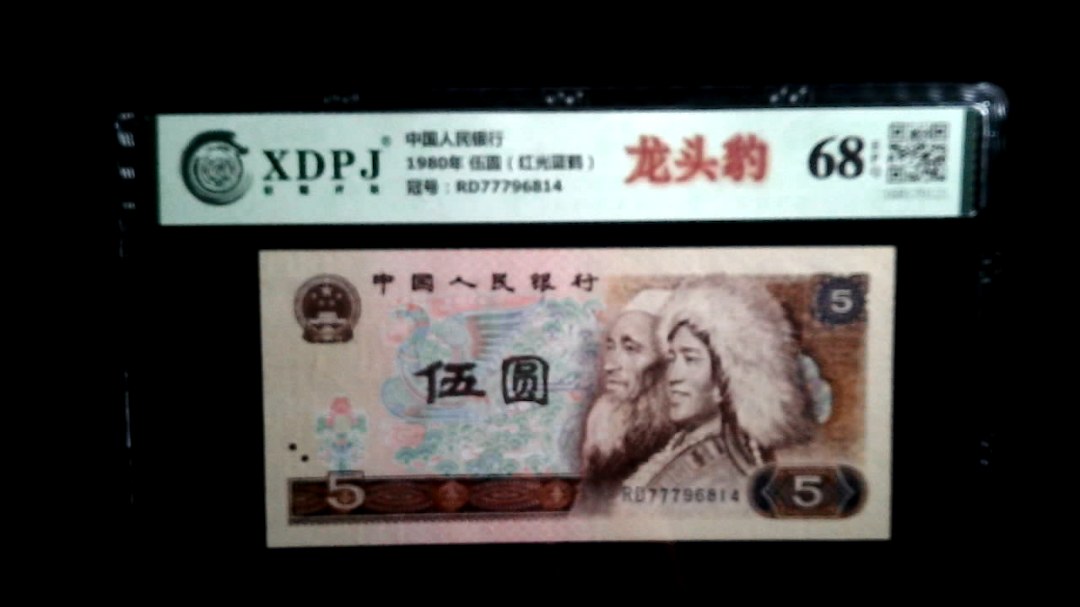 XDPJ®
中国人民银行
1980年 伍圆（红光蓝鹤）
冠号：RD77796814
龙头豹
68
中国人民银行
5
伍圆
RD77796814
5
5